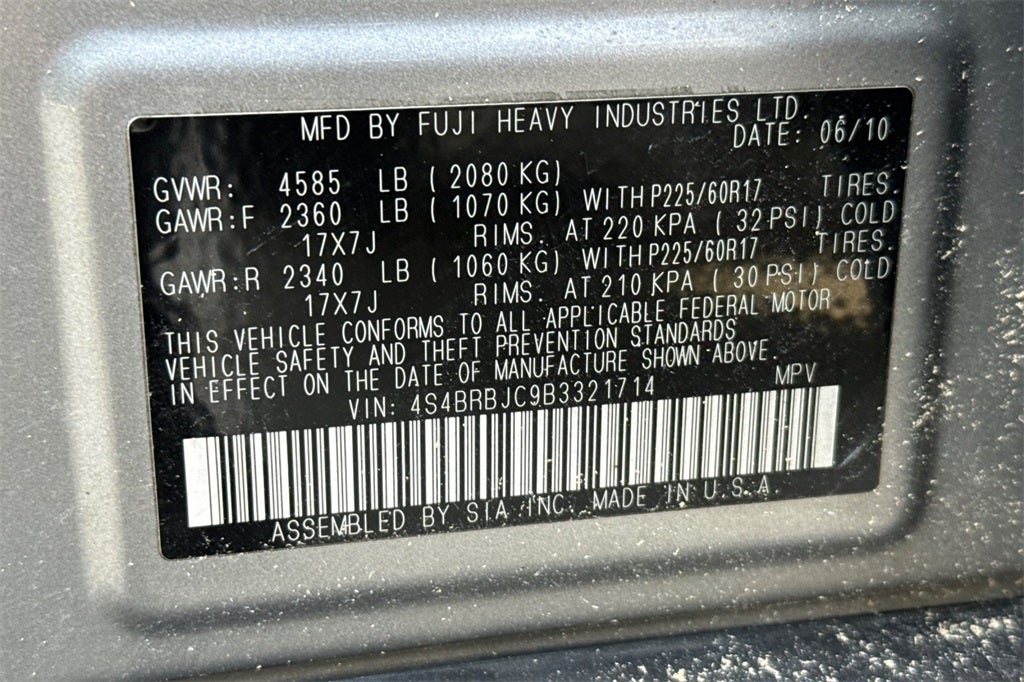 MFD BY FUJI HEAVY INDUSTRIES LTD.
DATE: 06/10
GVWR: 4585 LB (2080 KG)
GAWR:F 2360 LB (1070 KG) WITH P225/60R17 TIRES.
17X7J RIMS. AT 220 KPA (32 PSI) COLD
GAWR:R 2340 LB (1060 KG) WITH P225/60R17 TIRES.
17X7J RIMS. AT 210 KPA (30 PSI) COLD
THIS VEHICLE CONFORMS TO ALL APPLICABLE FEDERAL MOTOR
VEHICLE SAFETY AND THEFT PREVENTION STANDARDS
IN EFFECT ON THE DATE OF MANUFACTURE SHOWN ABOVE.
VIN: 4S4BRBJC9B3321714 MPV
ASSEMBLED BY SIA INC. MADE IN U.S.A.